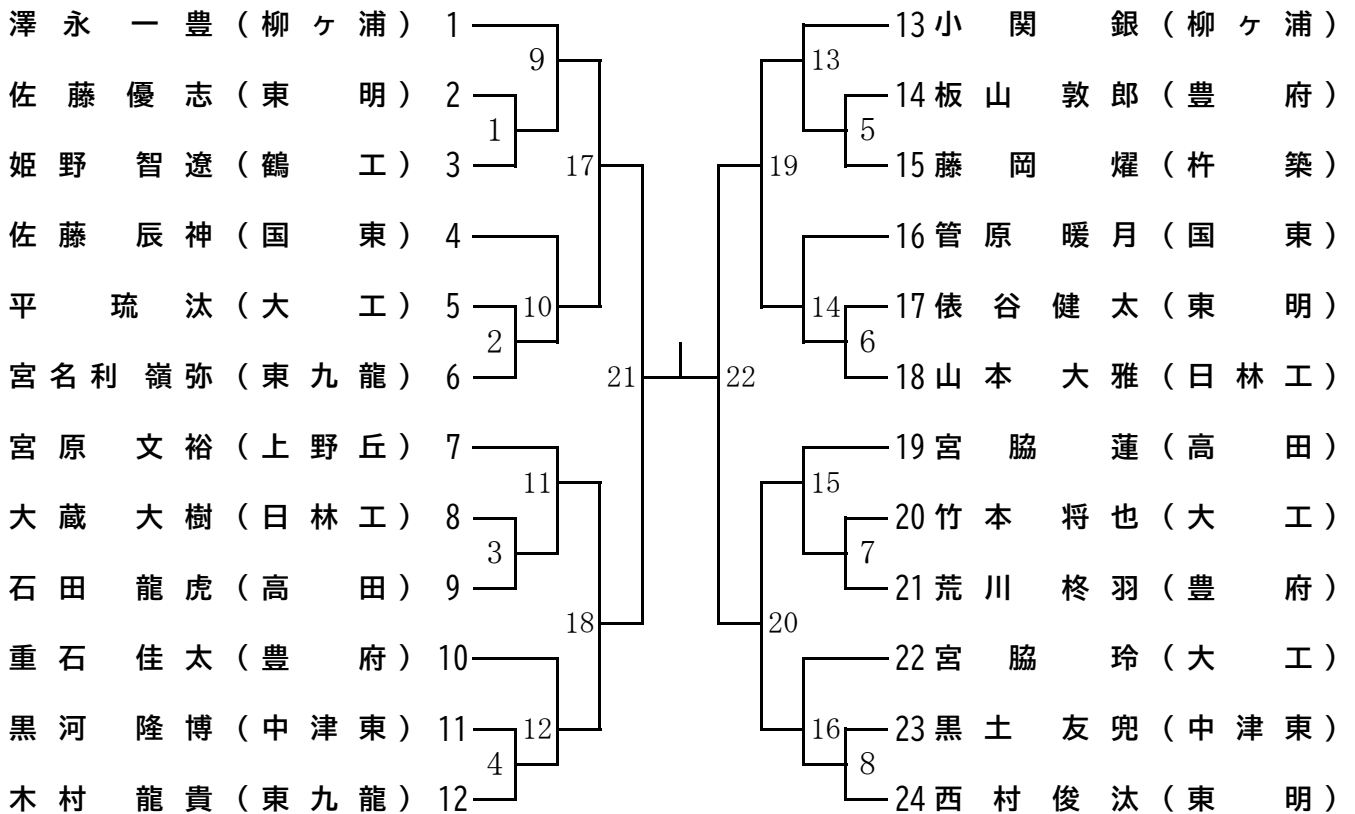 澤永一豊(柳ヶ浦) 1
佐藤優志(東明) 2
姫野智遼(鶴工) 3
佐藤辰神(国東) 4
平琉汰(大工) 5
宮名利嶺弥(東九龍) 6
宮原文裕(上野丘) 7
大蔵大樹(日林工) 8
石田龍虎(高田) 9
重石佳太(豊府) 10
黒河隆博(中津東) 11
木村龍貴(東九龍) 12
9
1
17
10
2
21
11
3
18
12
4
13
5
19
14
6
22
15
7
20
16
8
13 小関銀(柳ヶ浦)
14 板山敦郎(豊府)
15 藤岡燿(杵築)
16 管原暖月(国東)
17 俵谷健太(東明)
18 山本大雅(日林工)
19 宮脇蓮(高田)
20 竹本将也(大工)
21 荒川柊羽(豊府)
22 宮脇玲(大工)
23 黒土友兜(中津東)
24 西村俊汰(東明)